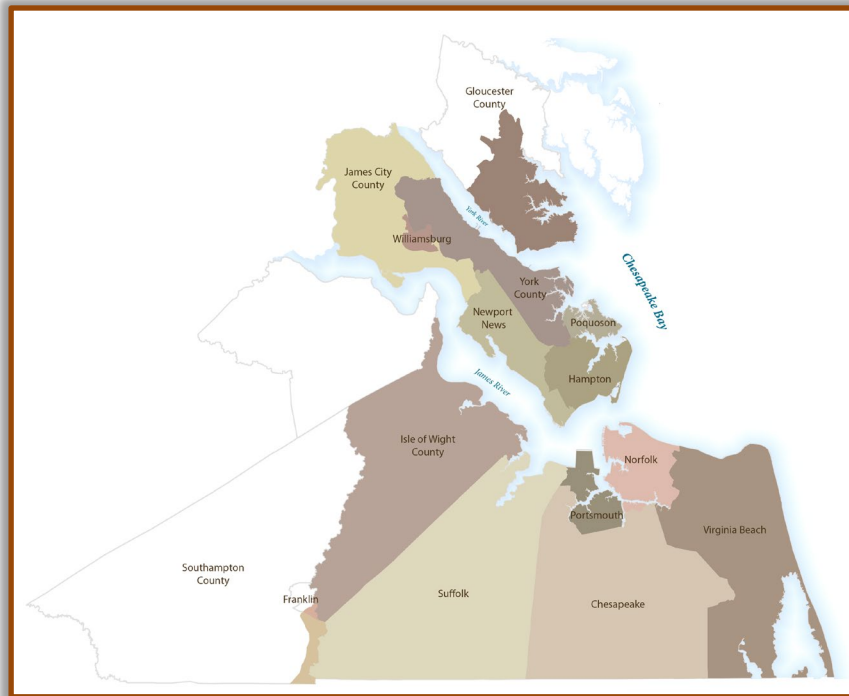 Gloucester
County
James City
County
York River
Williamsburg
Chesapeake Bay
York
County
Newport
News
Poquoson
Hampton
James River
Isle of Wight
County
Norfolk
Portsmouth
Virginia Beach
Southampton
County
Franklin
Suffolk
Chesapeake